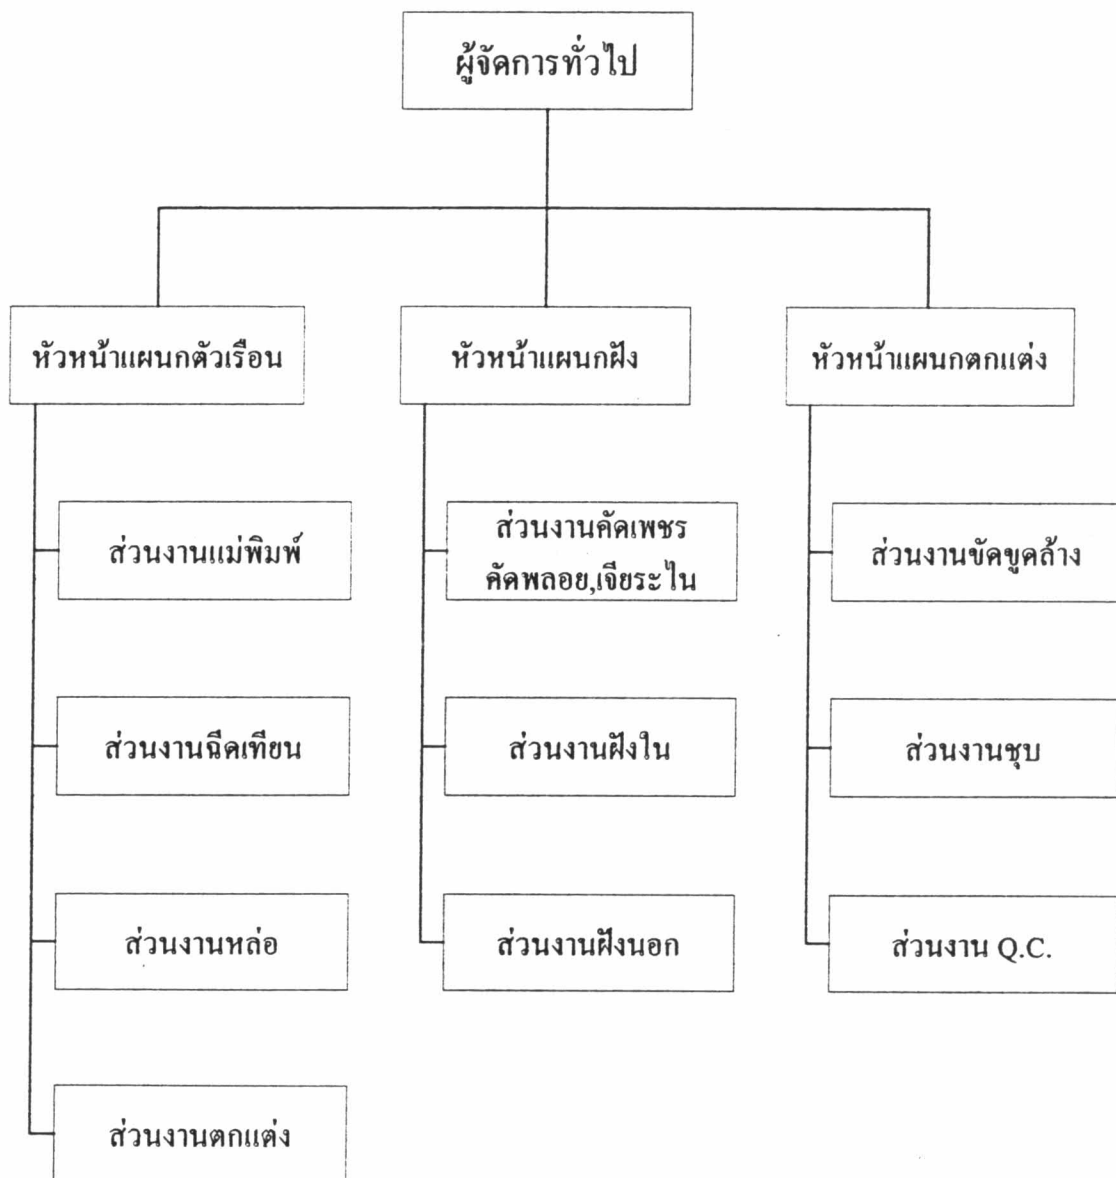 ผู้จัดการทั่วไป
หัวหน้าแผนกตัวเรือน
หัวหน้าแผนกฝัง
หัวหน้าแผนกตกแต่ง
ส่วนงานแม่พิมพ์
ส่วนงานคัดเพชร
คัดพลอย,เจียระไน
ส่วนงานขัดขูดล้าง
ส่วนงานฉีดเทียน
ส่วนงานฝังใน
ส่วนงานชุบ
ส่วนงานหล่อ
ส่วนงานฝังนอก
ส่วนงาน Q.C.
ส่วนงานตกแต่ง